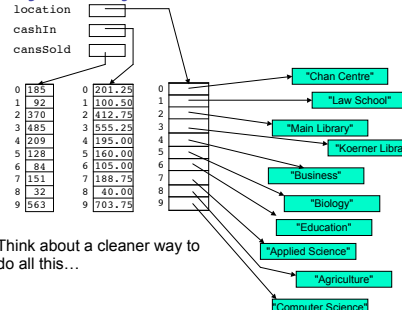 location
cashIn
cansSold
0 185
1 92
2 370
3 485
4 209
5 128
6 84
7 151
8 32
9 563
0 201.25
1 100.50
2 412.75
3 555.25
4 195.00
5 160.00
6 105.00
7 188.75
8 40.00
9 703.75
0
1
2
3
4
5
6
7
8
9
"Chan Centre"
"Law School"
"Main Library"
"Koerner Libra
"Business"
"Biology"
"Education"
"Applied Science"
"Agriculture"
"Computer Science"
Think about a cleaner way to
do all this…